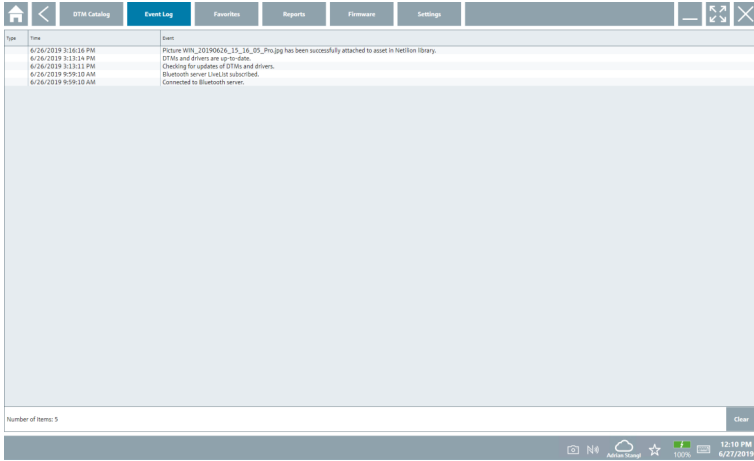 DTM Catalog Event Log Favorites Reports Firmware Settings
Type Time Event
6/26/2019 3:16:16 PM Picture WIN_20190626_15_16_05_Pro.jpg has been successfully attached to asset in Netilion library.
6/26/2019 3:13:14 PM DTMs and drivers are up-to-date.
6/26/2019 3:13:11 PM Checking for updates of DTMs and drivers.
6/26/2019 9:59:10 AM Bluetooth server LiveList subscribed.
6/26/2019 9:59:10 AM Connected to Bluetooth server.
Number of items: 5 Clear
Adrian Stangl 100% 12:10 PM
6/27/2019